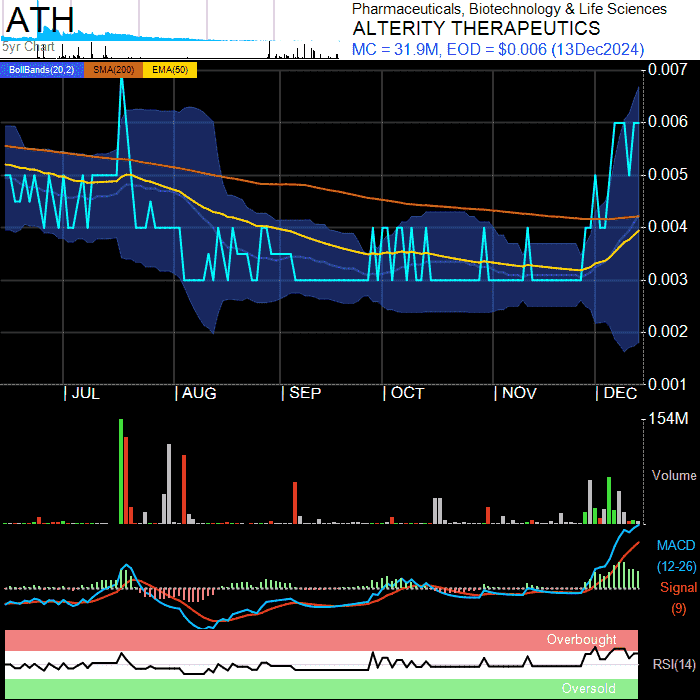 ATH
5yr Chart
Pharmaceuticals, Biotechnology & Life Sciences
ALTERITY THERAPEUTICS
MC = 31.9M, EOD = $0.006 (13Dec2024)
BollBands(20,2) SMA(200) EMA(50)
0.007
0.006
0.005
0.004
0.003
0.002
0.001
JUL AUG SEP OCT NOV DEC
154M
Volume
MACD
(12-26)
Signal
(9)
Overbought
RSI(14)
Oversold